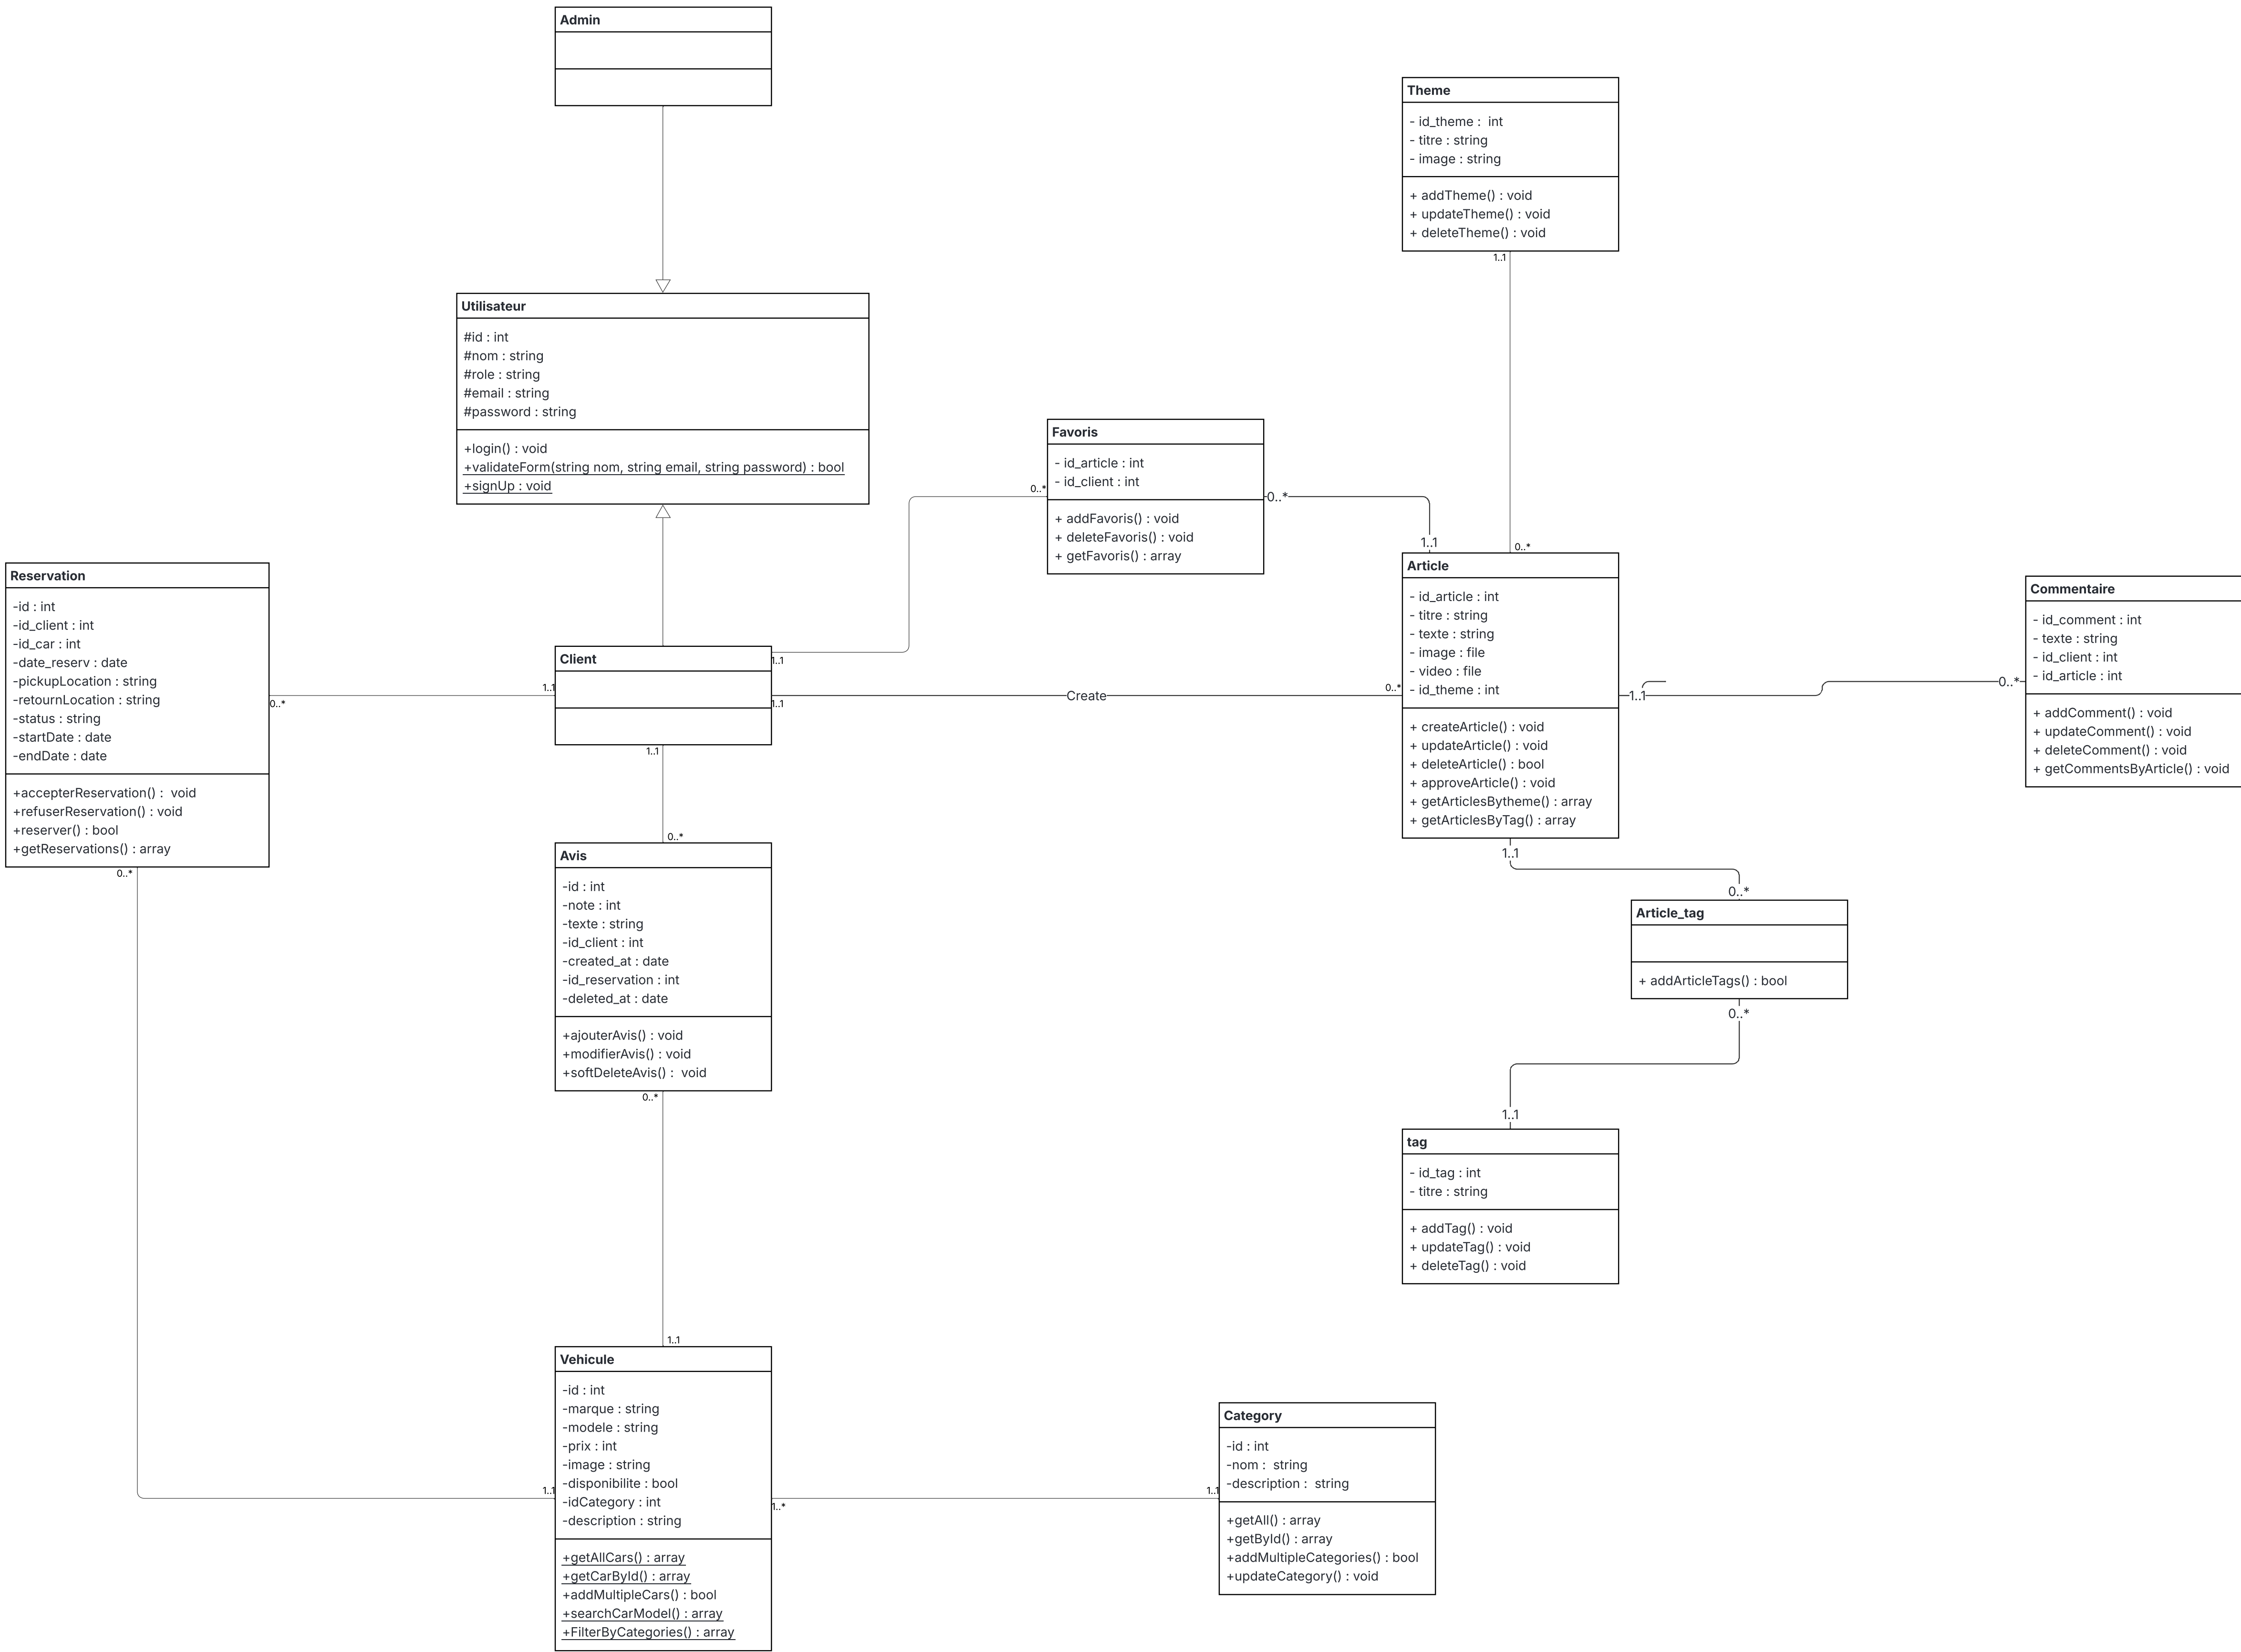 Admin
Theme
- id_theme :  int
- titre : string
- image : string
+ addTheme() : void
+ updateTheme() : void
+ deleteTheme() : void
1..1
Utilisateur
#id : int
#nom : string
#role : string
#email : string
#password : string
+login() : void
+validateForm(string nom, string email, string password) : bool
+signUp : void
Favoris
- id_article : int
- id_client : int
+ addFavoris() : void
+ deleteFavoris() : void
+ getFavoris() : array
0..*
0..*
1..1
0..*
Reservation
-id : int
-id_client : int
-id_car : int
-date_reserv : date
-pickupLocation : string
-retournLocation : string
-status : string
-startDate : date
-endDate : date
+accepterReservation() :  void
+refuserReservation() : void
+reserver() : bool
+getReservations() : array
0..*
0..*
Client
1..1
1..1
1..1
1..1
Create
0..*
Article
- id_article : int
- titre : string
- texte : string
- image : file
- video : file
- id_theme : int
+ createArticle() : void
+ updateArticle() : void
+ deleteArticle() : bool
+ approveArticle() : void
+ getArticlesBytheme() : array
+ getArticlesByTag() : array
1..1
1..1
0..*
Commentaire
- id_comment : int
- texte : string
- id_client : int
- id_article : int
+ addComment() : void
+ updateComment() : void
+ deleteComment() : void
+ getCommentsByArticle() : void
0..*
Avis
-id : int
-note : int
-texte : string
-id_client : int
-created_at : date
-id_reservation : int
-deleted_at : date
+ajouterAvis() : void
+modifierAvis() : void
+softDeleteAvis() :  void
0..*
0..*
Article_tag
+ addArticleTags() : bool
0..*
1..1
tag
- id_tag : int
- titre : string
+ addTag() : void
+ updateTag() : void
+ deleteTag() : void
1..1
Vehicule
-id : int
-marque : string
-modele : string
-prix : int
-image : string
-disponibilite : bool
-idCategory : int
-description : string
+getAllCars() : array
+getCarById() : array
+addMultipleCars() : bool
+searchCarModel() : array
+FilterByCategories() : array
1..1
1..*
1..1
Category
-id : int
-nom :  string
-description :  string
+getAll() : array
+getById() : array
+addMultipleCategories() : bool
+updateCategory() : void